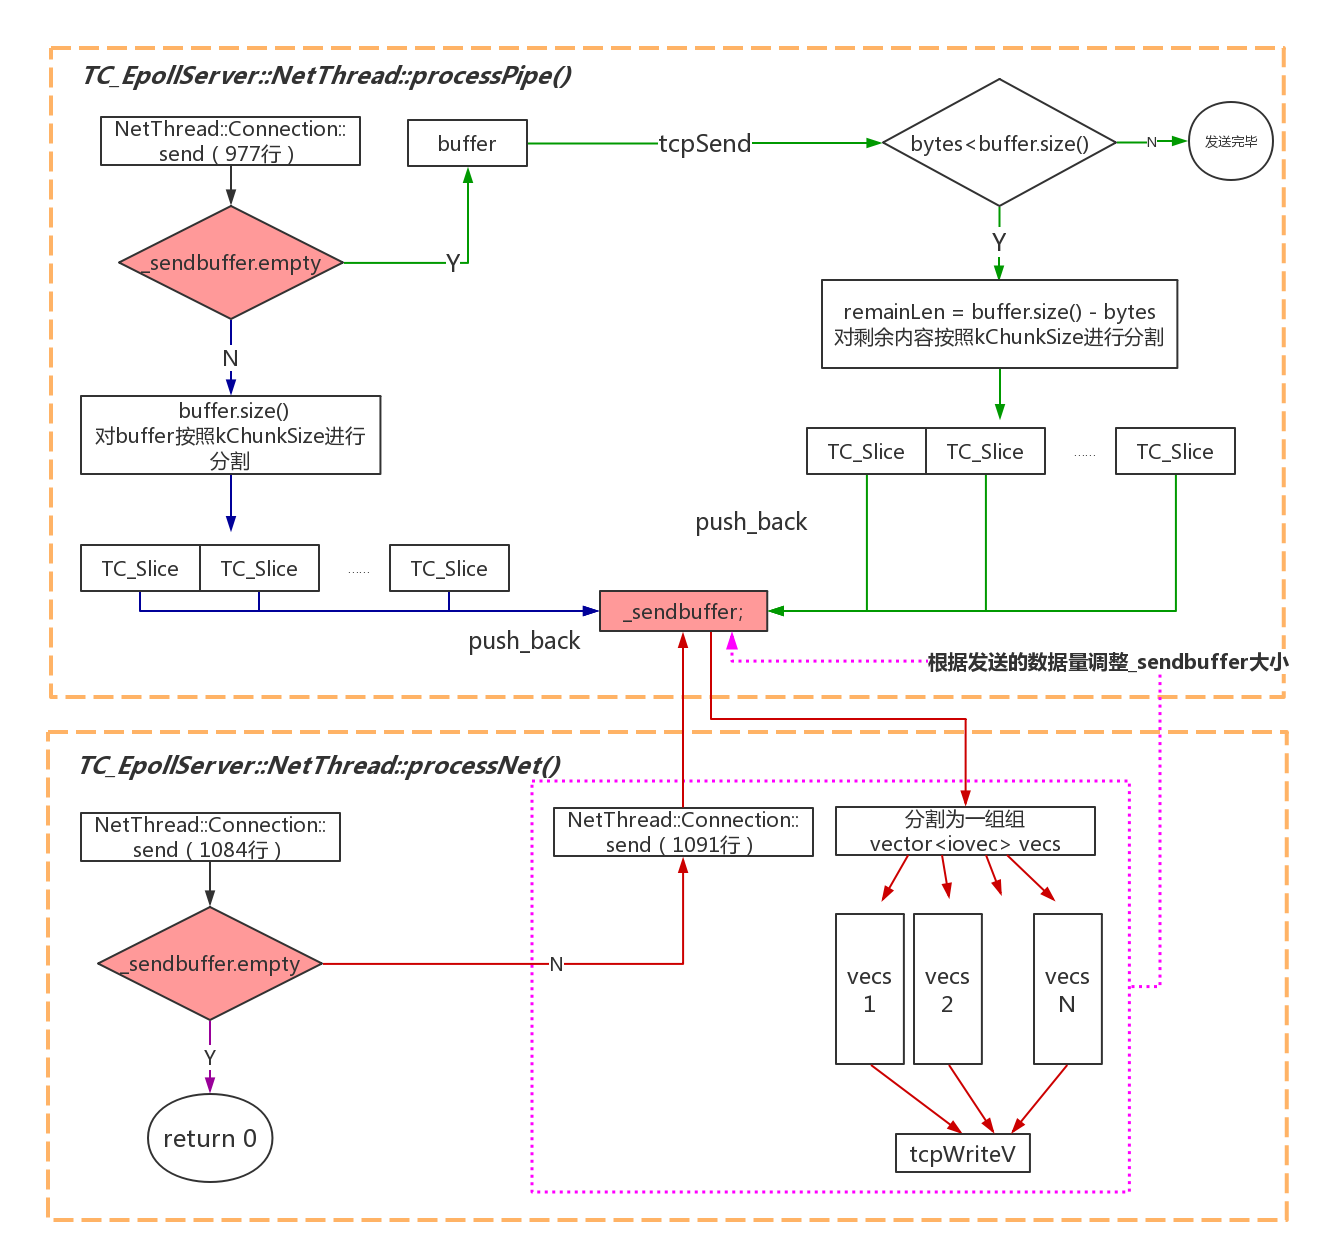 TC_EpollServer::NetThread::processPipe()
NetThread::Connection::
send（977行）
buffer
tcpSend
bytes<buffer.size()
N
发送完毕
_sendbuffer.empty
Y
Y
remainLen = buffer.size() - bytes
对剩余内容按照kChunkSize进行分割
N
buffer.size()
对buffer按照kChunkSize进行
分割
TC_Slice
TC_Slice
......
TC_Slice
push_back
TC_Slice
TC_Slice
......
TC_Slice
_sendbuffer;
push_back
根据发送的数据量调整_sendbuffer大小
TC_EpollServer::NetThread::processNet()
NetThread::Connection::
send（1084行）
NetThread::Connection::
send（1091行）
分割为一组组
vector<iovec> vecs
_sendbuffer.empty
N
vecs
1
vecs
2
vecs
N
Y
return 0
tcpWriteV